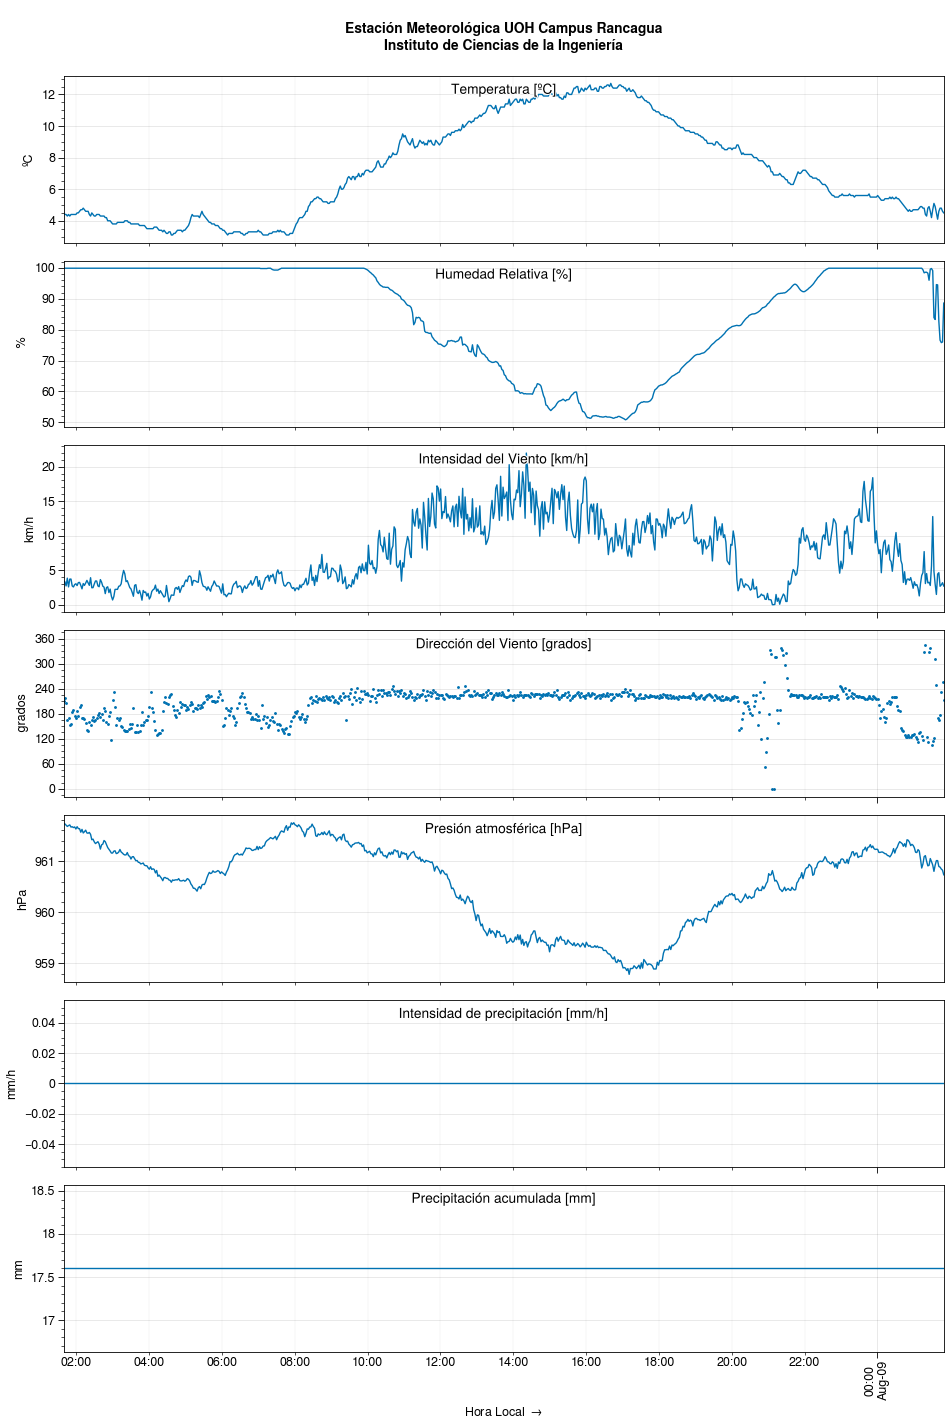 Estación Meteorológica UOH Campus Rancagua
Instituto de Ciencias de la Ingeniería
Temperatura [ºC]
12
10
8
6
4
ºC
Humedad Relativa [%]
100
90
80
70
60
50
%
Intensidad del Viento [km/h]
20
15
10
5
0
km/h
Dirección del Viento [grados]
360
300
240
180
120
60
0
grados
Presión atmosférica [hPa]
961
960
959
hPa
Intensidad de precipitación [mm/h]
0.04
0.02
0
−0.02
−0.04
mm/h
Precipitación acumulada [mm]
18.5
18
17.5
17
mm
02:00 04:00 06:00 08:00 10:00 12:00 14:00 16:00 18:00 20:00 22:00
00:00
Aug-09
Hora Local →